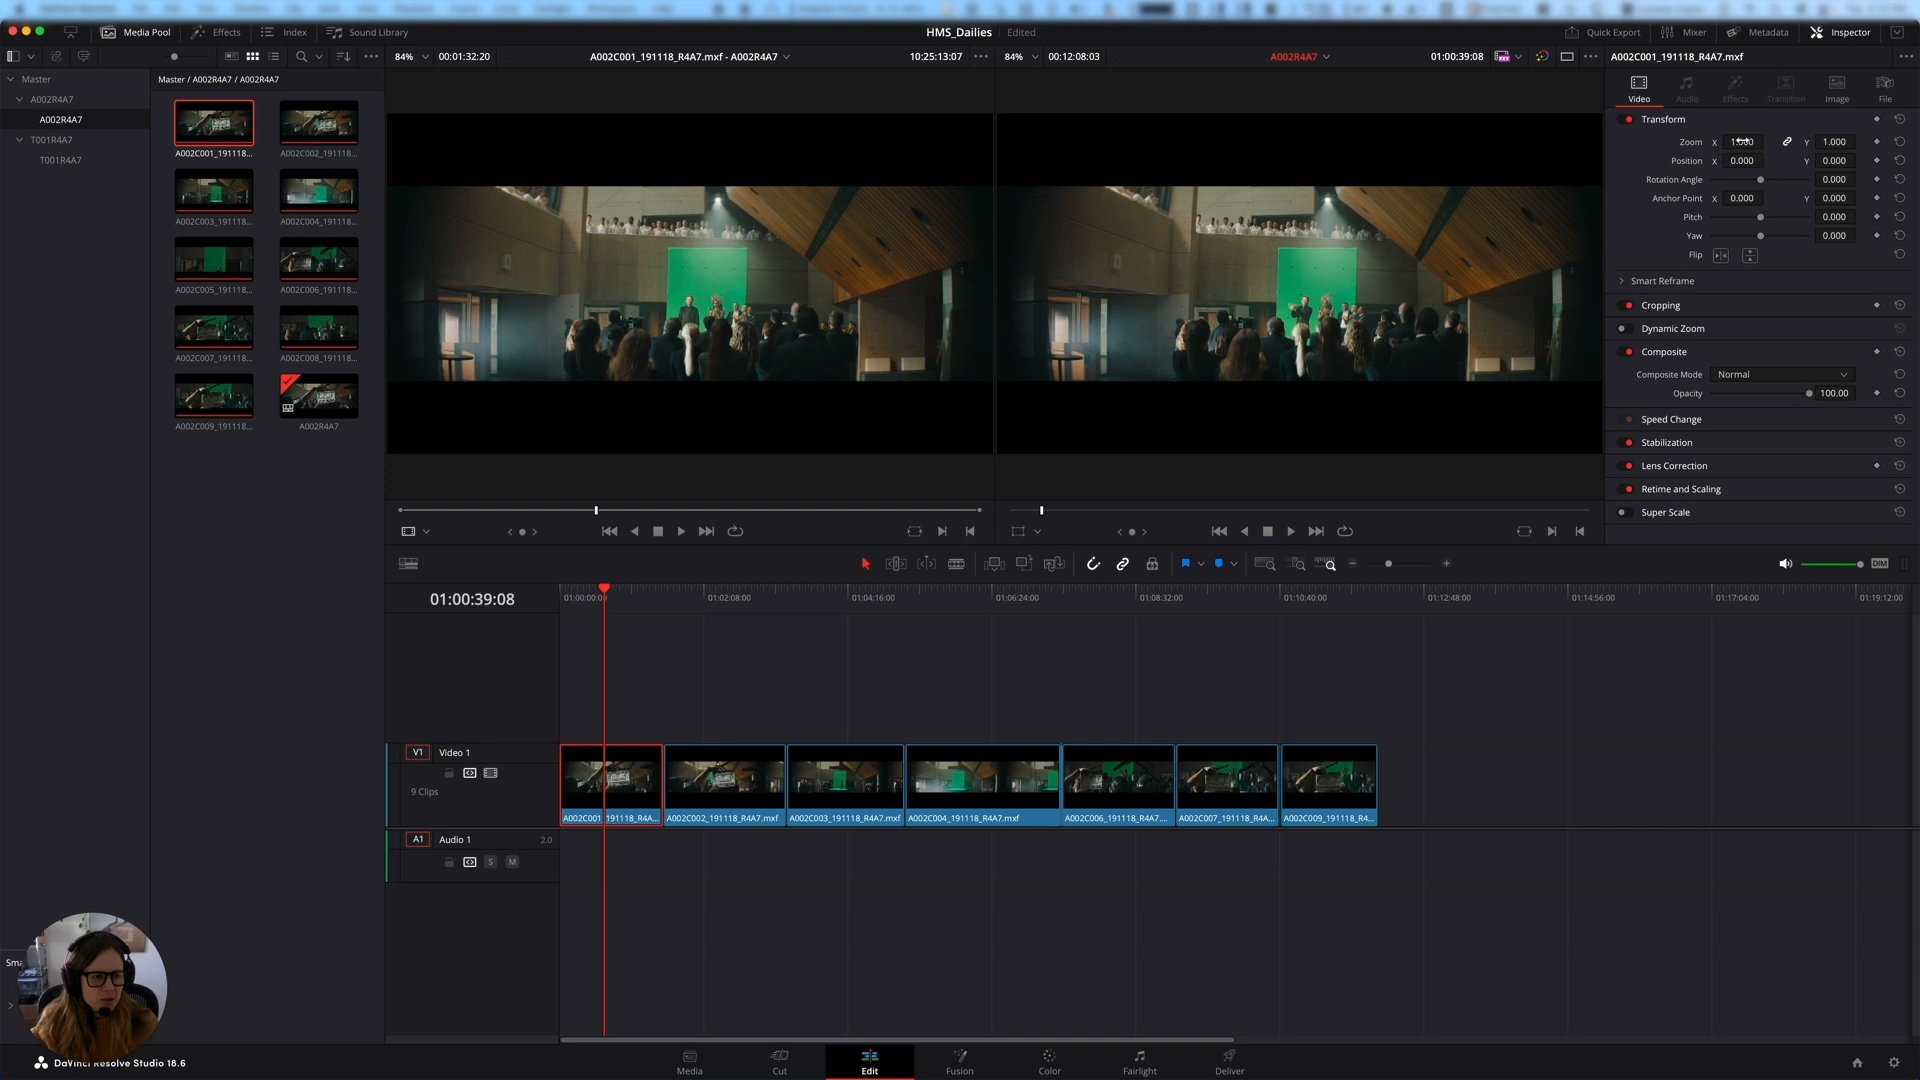 Media Pool
Effects
Index
Sound Library
HMS_Dailies
Edited
Quick Export
Mixer
Metadata
Inspector
84%
00:01:32:20
A002C001_191118_R4A7.mxf - A002R4A7
10:25:13:07
84%
00:12:08:03
A002R4A7
01:00:39:08
A002C001_191118_R4A7.mxf
Master
A002R4A7
A002R4A7
T001R4A7
T001R4A7
Master / A002R4A7 / A002R4A7
A002C001_191118...
A002C002_191118...
A002C003_191118...
A002C004_191118...
A002C005_191118...
A002C006_191118...
A002C007_191118...
A002C008_191118...
A002C009_191118...
A002R4A7
Video
Audio
Effects
Transition
Image
File
Transform
Zoom X Y 1.000
Position X 0.000 Y 0.000
Rotation Angle 0.000
Anchor Point X 0.000 Y 0.000
Pitch 0.000
Yaw 0.000
Flip
Smart Reframe
Cropping
Dynamic Zoom
Composite
Composite Mode Normal
Opacity 100.00
Speed Change
Stabilization
Lens Correction
Retime and Scaling
Super Scale
DIM
01:00:39:08
01:00:00:0
01:02:08:00
01:04:16:00
01:06:24:00
01:08:32:00
01:10:40:00
01:12:48:00
01:14:56:00
01:17:04:00
01:19:12:00
V1 Video 1
9 Clips
A002C001_191118_R4A...
A002C002_191118_R4A7.mxf
A002C003_191118_R4A7.mxf
A002C004_191118_R4A7.mxf
A002C006_191118_R4A7....
A002C007_191118_R4A...
A002C009_191118_R4...
A1 Audio 1 2.0
S M
Sma
DaVinci Resolve Studio 18.6
Media
Cut
Edit
Fusion
Color
Fairlight
Deliver